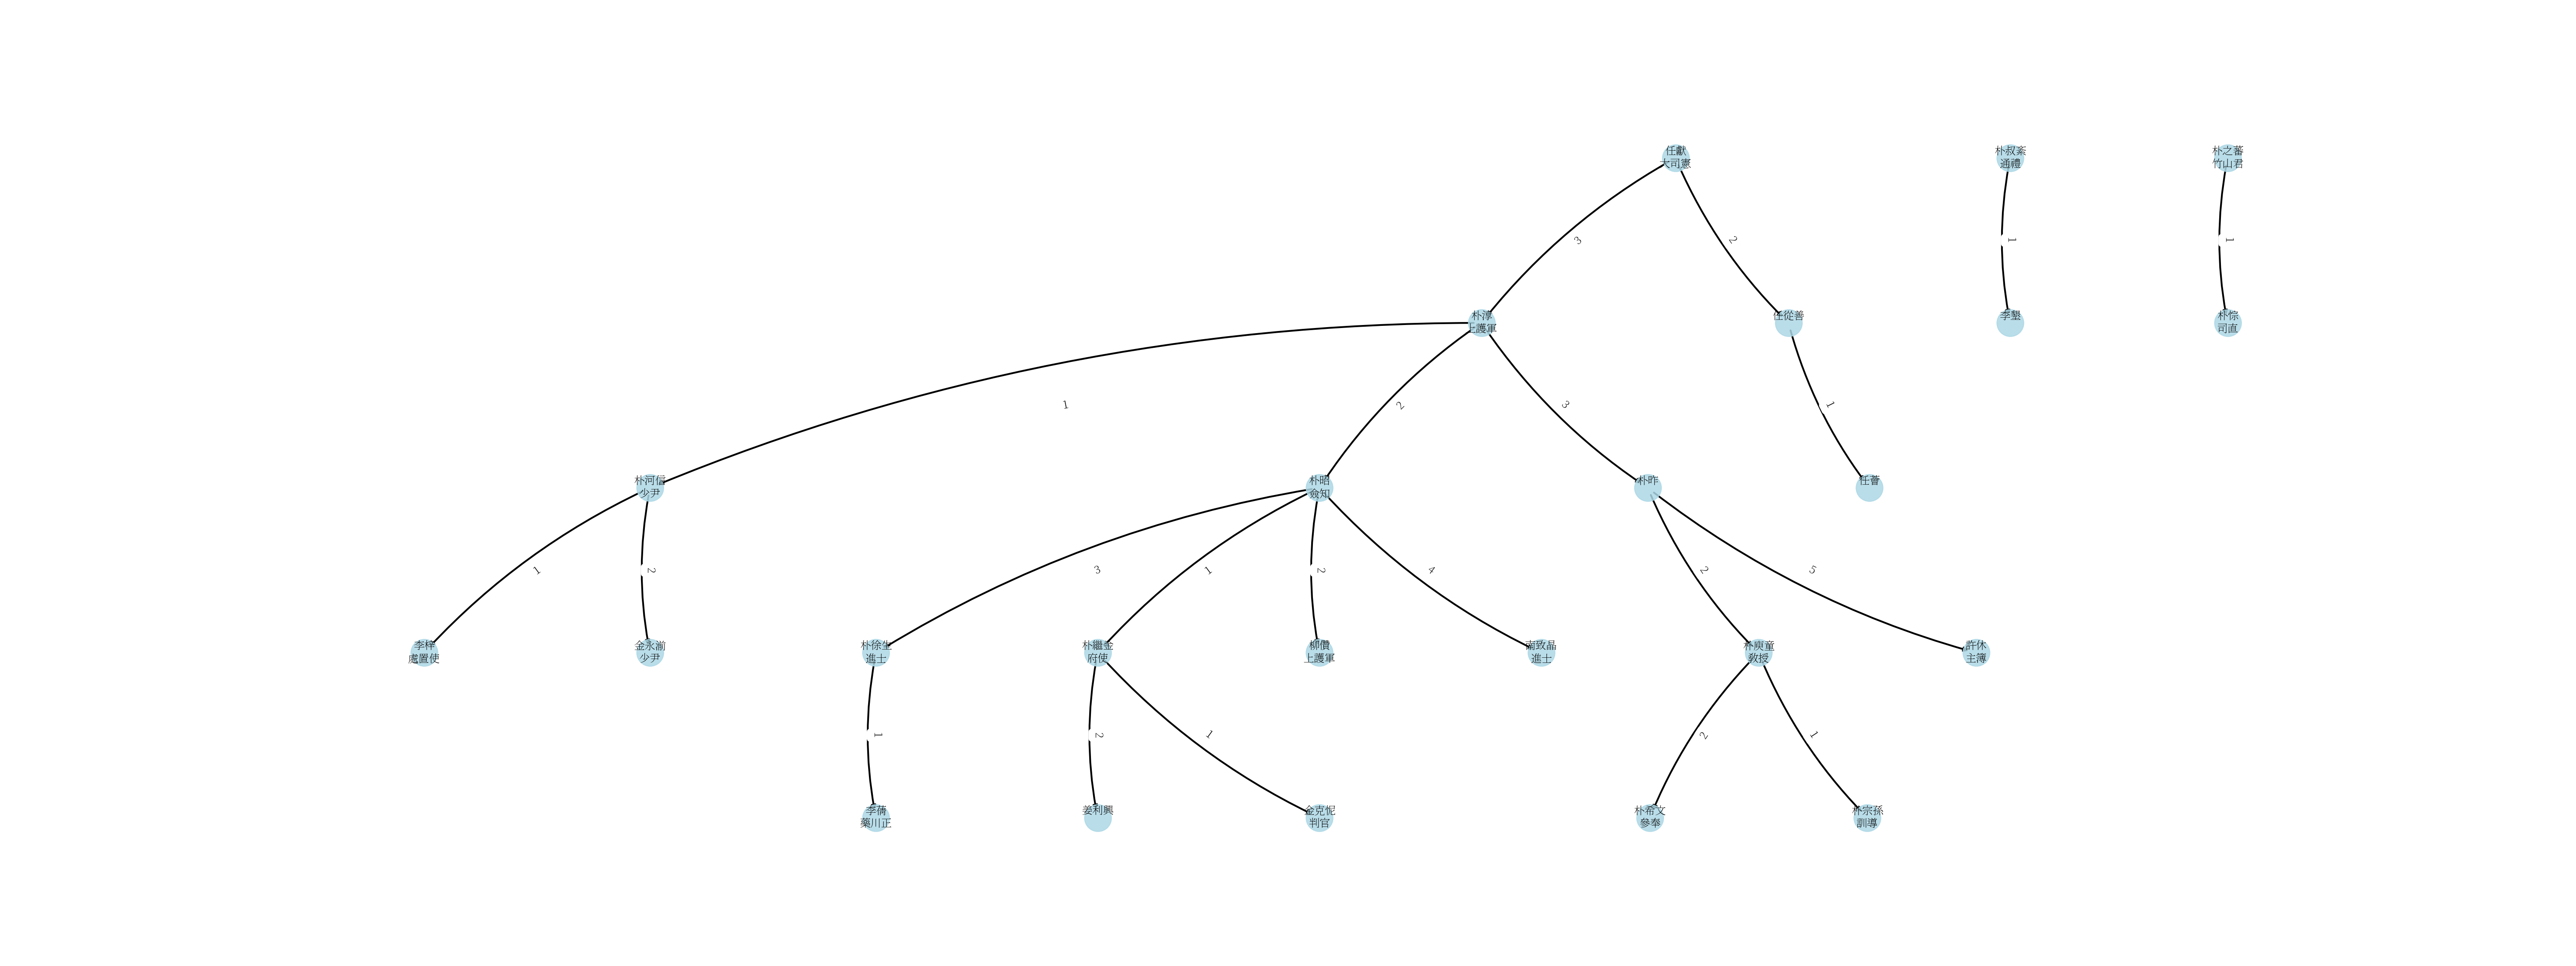 任獻
大司憲
朴叔蓁
通禮
朴之蕃
竹山君
3
2
1
1
朴淳
上護軍
任從善
李墾
朴悰
司直
1
2
3
1
朴河信
少尹
朴昭
僉知
朴昨
任薈
1
2
3
1
2
4
2
5
李梓
處置使
金永湔
少尹
朴徐生
進士
朴繼金
府使
柳儹
上護軍
南致晶
進士
朴庾童
敎授
許休
主簿
1
2
1
2
1
李蒨
藥川正
姜利興
金克怩
判官
朴希文
參奉
朴宗孫
訓導